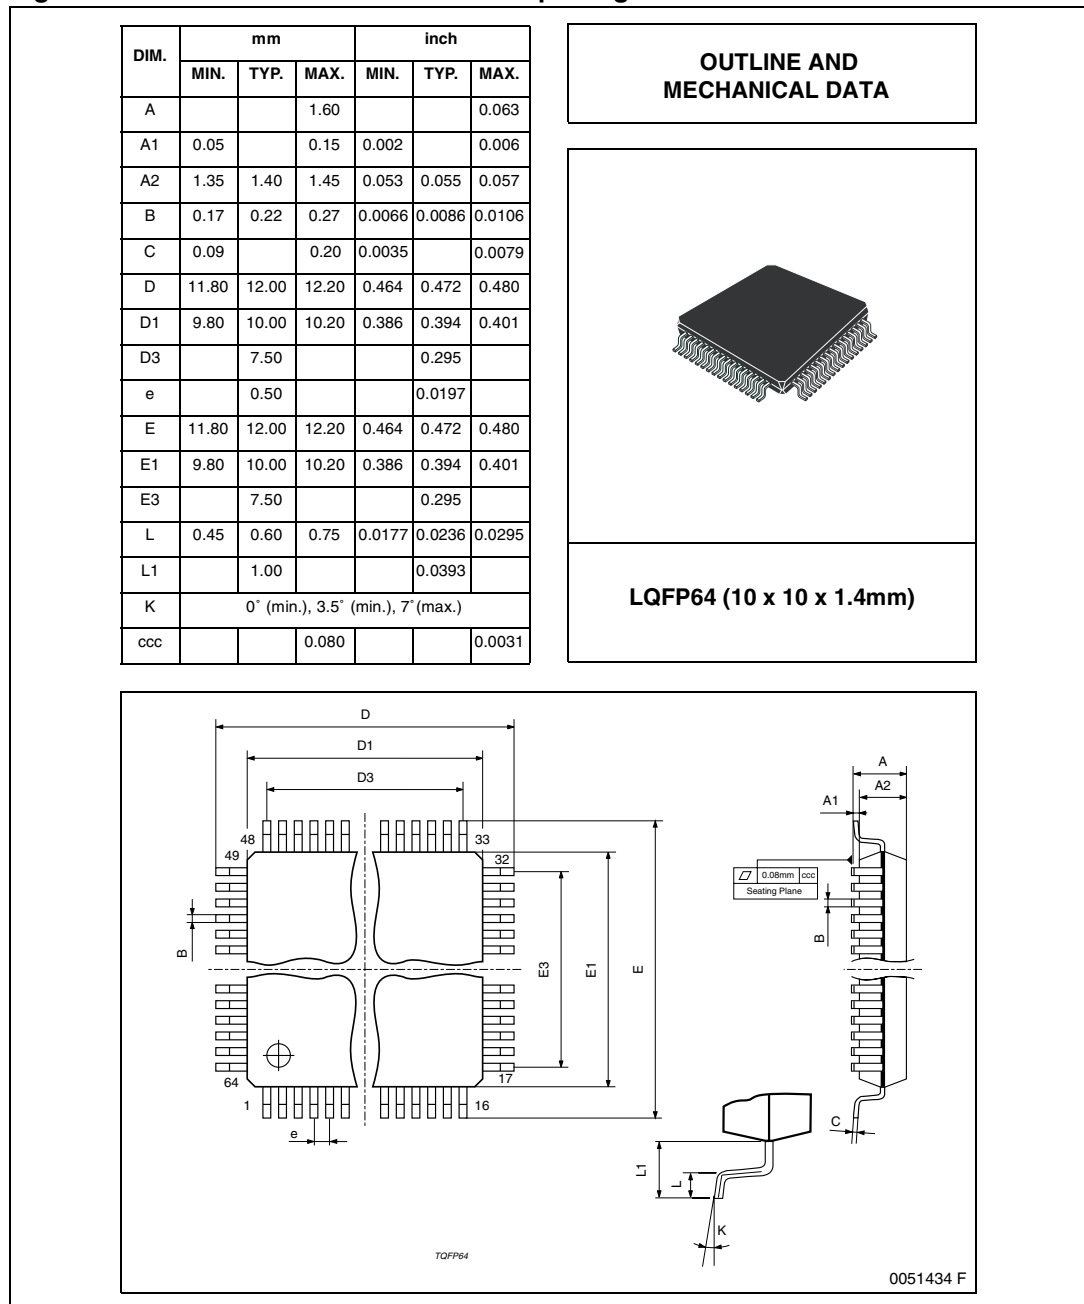 DIM. mm inch
MIN. TYP. MAX. MIN. TYP. MAX.
A 1.60 0.063
A1 0.05 0.15 0.002 0.006
A2 1.35 1.40 1.45 0.053 0.055 0.057
B 0.17 0.22 0.27 0.0066 0.0086 0.0106
C 0.09 0.20 0.0035 0.0079
D 11.80 12.00 12.20 0.464 0.472 0.480
D1 9.80 10.00 10.20 0.386 0.394 0.401
D3 7.50 0.295
e 0.50 0.0197
E 11.80 12.00 12.20 0.464 0.472 0.480
E1 9.80 10.00 10.20 0.386 0.394 0.401
E3 7.50 0.295
L 0.45 0.60 0.75 0.0177 0.0236 0.0295
L1 1.00 0.0393
K 0˚ (min.), 3.5˚ (min.), 7˚(max.)
ccc 0.080 0.0031
OUTLINE AND
MECHANICAL DATA
LQFP64 (10 x 10 x 1.4mm)
D
D1
D3
A
A2
A1
48
33
49
32
0.08mm ccc
Seating Plane
B
B
E3
E1
E
64
17
1
16
e
C
L1
L
K
TQFP64
0051434 F